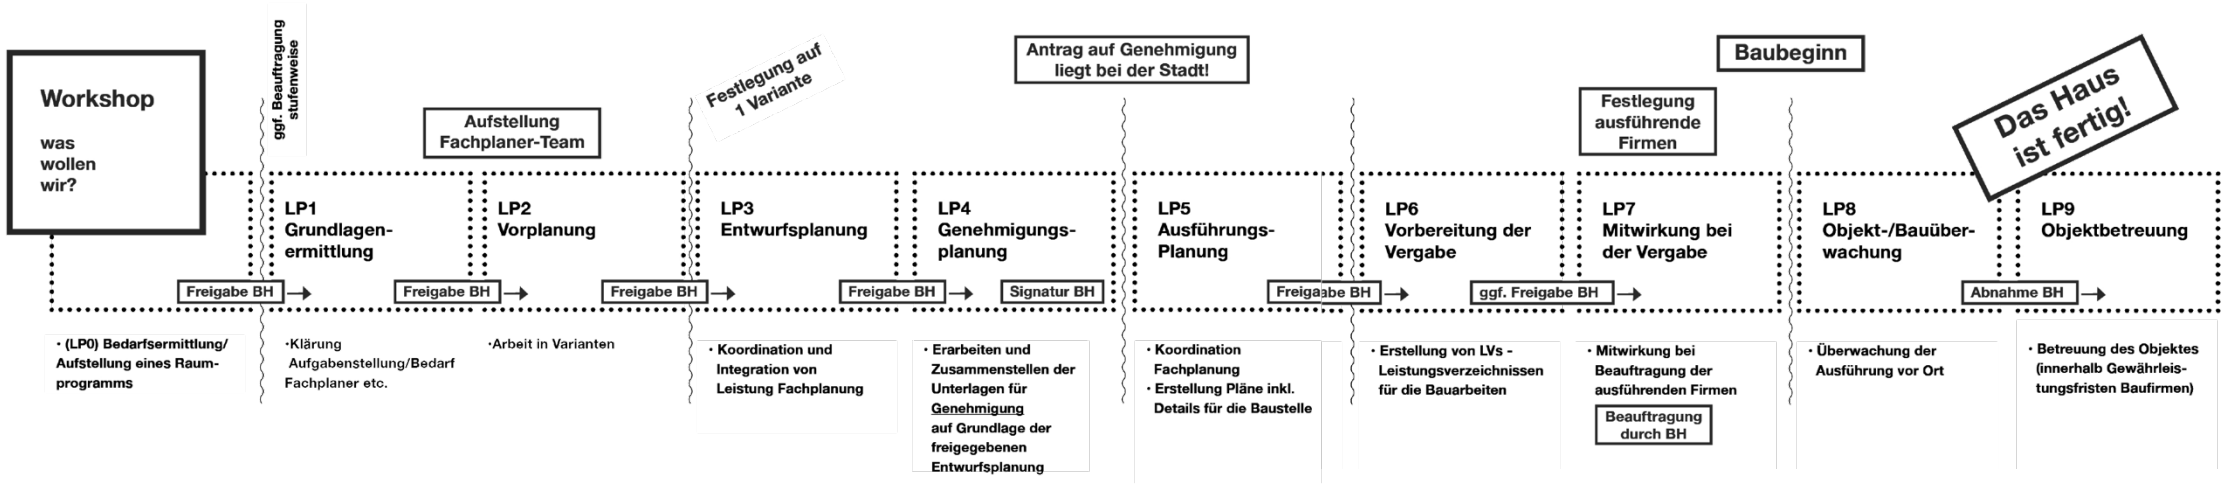 Workshop
was
wollen
wir?
ggf. Beauftragung
stufenweise
Aufstellung
Fachplaner-Team
Festlegung auf
1 Variante
Antrag auf Genehmigung
liegt bei der Stadt!
Festlegung
ausführende
Firmen
Baubeginn
Das Haus
ist fertig!
LP1
Grundlagen-
ermittlung
LP2
Vorplanung
LP3
Entwurfsplanung
LP4
Genehmigungs-
planung
LP5
Ausführungs-
Planung
LP6
Vorbereitung der
Vergabe
LP7
Mitwirkung bei
der Vergabe
LP8
Objekt-/Bauüber-
wachung
LP9
Objektbetreuung
Freigabe BH
Freigabe BH
Freigabe BH
Freigabe BH
Signatur BH
Freigabe BH
ggf. Freigabe BH
Abnahme BH
· (LP0) Bedarfsermittlung/
Aufstellung eines Raum-
programms
·Klärung
Aufgabenstellung/Bedarf
Fachplaner etc.
·Arbeit in Varianten
· Koordination und
Integration von
Leistung Fachplanung
· Erarbeiten und
Zusammenstellen der
Unterlagen für
Genehmigung
auf Grundlage der
freigegebenen
Entwurfsplanung
· Koordination
Fachplanung
· Erstellung Pläne inkl.
Details für die Baustelle
· Erstellung von LVs -
Leistungsverzeichnissen
für die Bauarbeiten
· Mitwirkung bei
Beauftragung der
ausführenden Firmen
Beauftragung
durch BH
· Überwachung der
Ausführung vor Ort
· Betreuung des Objektes
(innerhalb Gewährleis-
tungsfristen Baufirmen)